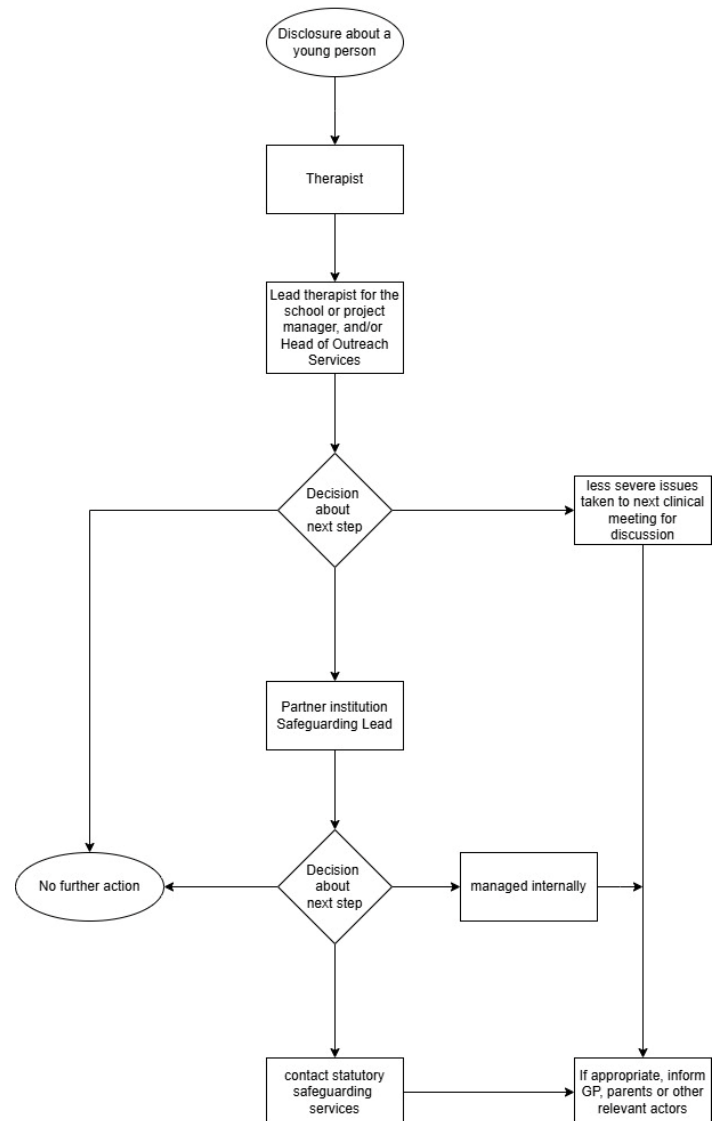 Disclosure about a
young person
Therapist
Lead therapist for the
school or project
manager, and/or
Head of Outreach
Services
Decision
about
next step
less severe issues
taken to next clinical
meeting for
discussion
Partner institution
Safeguarding Lead
No further action
Decision
about
next step
managed internally
contact statutory
safeguarding
services
If appropriate, inform
GP, parents or other
relevant actors